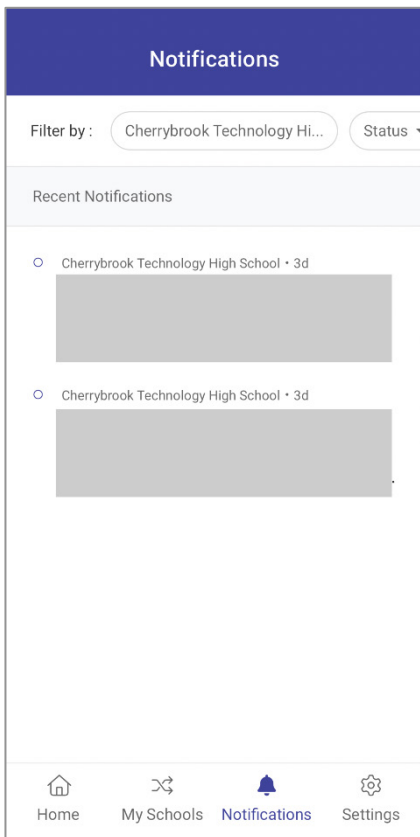 Notifications
Filter by : Cherrybrook Technology Hi... Status
Recent Notifications
Cherrybrook Technology High School • 3d
Cherrybrook Technology High School • 3d
Home My Schools Notifications Settings